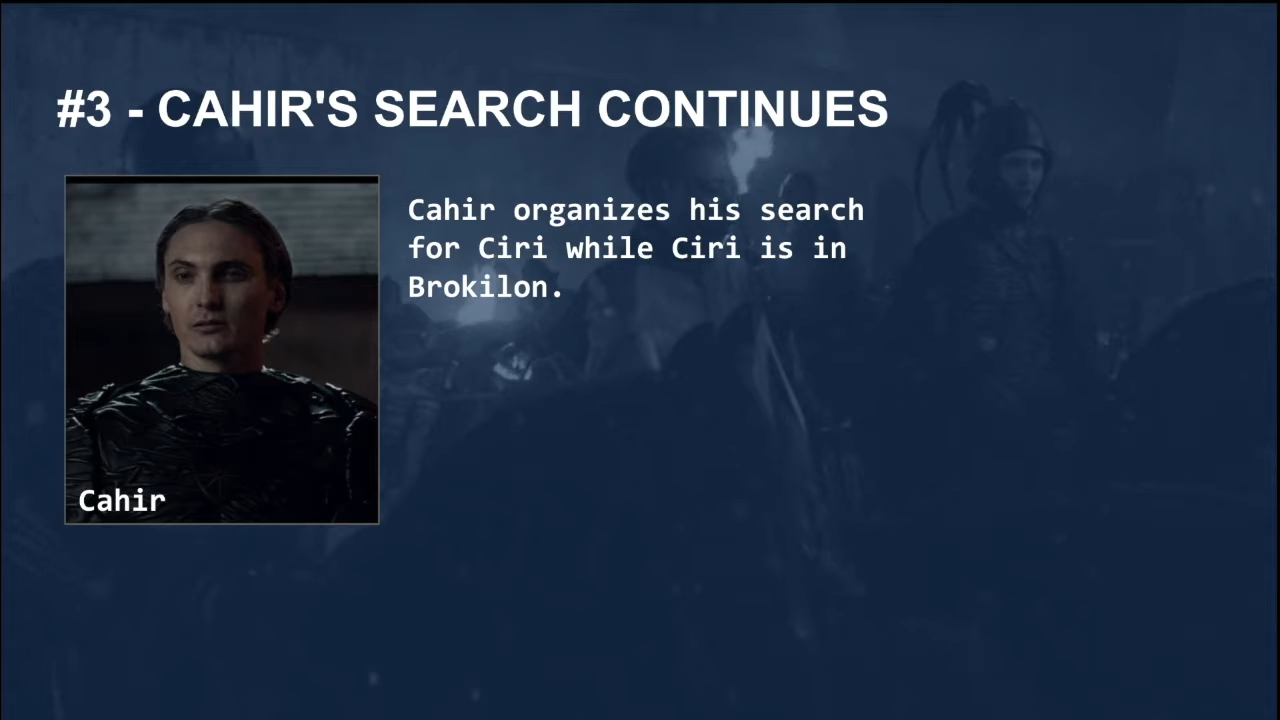 #3 - CAHIR'S SEARCH CONTINUES
Cahir organizes his search
for Ciri while Ciri is in
Brokilon.
Cahir